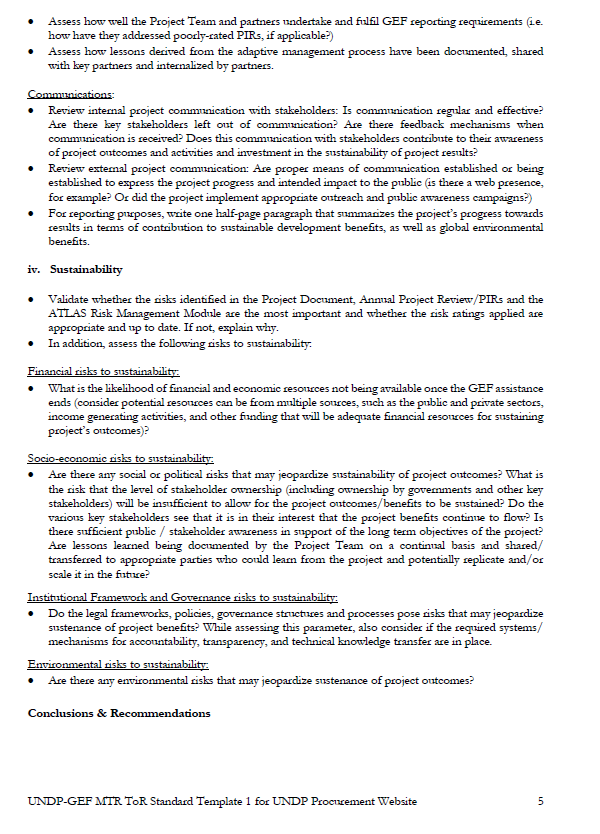 • Assess how well the Project Team and partners undertake and fulfil GEF reporting requirements (i.e.
how have they addressed poorly-rated PIRs, if applicable?)
• Assess how lessons derived from the adaptive management process have been documented, shared
with key partners and internalized by partners.
Communications:
• Review internal project communication with stakeholders: Is communication regular and effective?
Are there key stakeholders left out of communication? Are there feedback mechanisms when
communication is received? Does this communication with stakeholders contribute to their awareness
of project outcomes and activities and investment in the sustainability of project results?
• Review external project communication: Are proper means of communication established or being
established to express the project progress and intended impact to the public (is there a web presence,
for example? Or did the project implement appropriate outreach and public awareness campaigns?)
• For reporting purposes, write one half-page paragraph that summarizes the project's progress towards
results in terms of contribution to sustainable development benefits, as well as global environmental
benefits.
iv. Sustainability
• Validate whether the risks identified in the Project Document, Annual Project Review/PIRs and the
ATLAS Risk Management Module are the most important and whether the risk ratings applied are
appropriate and up to date. If not, explain why.
• In addition, assess the following risks to sustainability:
Financial risks to sustainability:
• What is the likelihood of financial and economic resources not being available once the GEF assistance
ends (consider potential resources can be from multiple sources, such as the public and private sectors,
income generating activities, and other funding that will be adequate financial resources for sustaining
project's outcomes)?
Socio-economic risks to sustainability:
• Are there any social or political risks that may jeopardize sustainability of project outcomes? What is
the risk that the level of stakeholder ownership (including ownership by governments and other key
stakeholders) will be insufficient to allow for the project outcomes/benefits to be sustained? Do the
various key stakeholders see that it is in their interest that the project benefits continue to flow? Is
there sufficient public / stakeholder awareness in support of the long term objectives of the project?
Are lessons learned being documented by the Project Team on a continual basis and shared/
transferred to appropriate parties who could learn from the project and potentially replicate and/or
scale it in the future?
Institutional Framework and Governance risks to sustainability:
• Do the legal frameworks, policies, governance structures and processes pose risks that may jeopardize
sustenance of project benefits? While assessing this parameter, also consider if the required systems/
mechanisms for accountability, transparency, and technical knowledge transfer are in place.
Environmental risks to sustainability:
• Are there any environmental risks that may jeopardize sustenance of project outcomes?
Conclusions & Recommendations
UNDP-GEF MTR ToR Standard Template 1 for UNDP Procurement Website 5